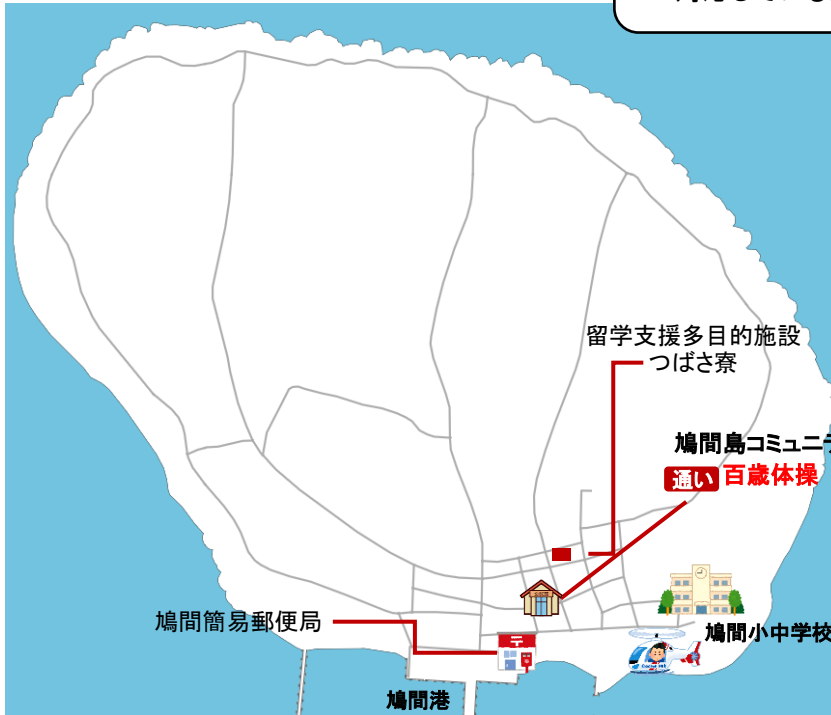 留学支援多目的施設
つばさ寮
鳩間島コミュニテ
通い 百歳体操
鳩間簡易郵便局
鳩間小中学校
鳩間港